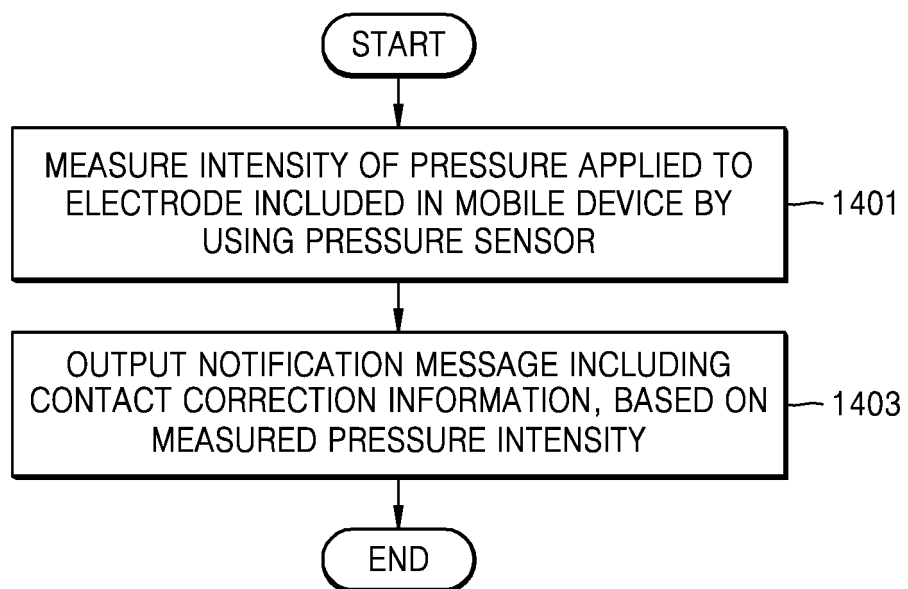 START
MEASURE INTENSITY OF PRESSURE APPLIED TO
ELECTRODE INCLUDED IN MOBILE DEVICE BY
USING PRESSURE SENSOR
1401
OUTPUT NOTIFICATION MESSAGE INCLUDING
CONTACT CORRECTION INFORMATION, BASED ON
MEASURED PRESSURE INTENSITY
1403
END